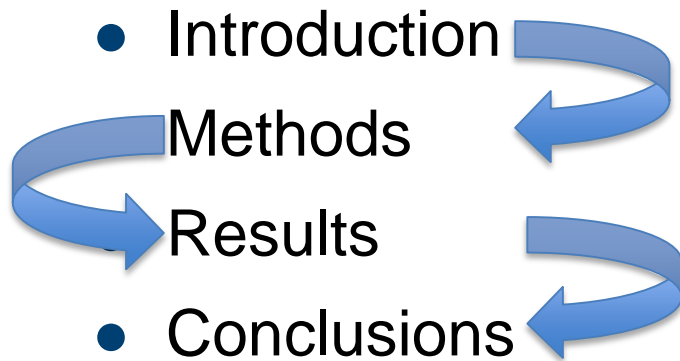 • Introduction
Methods
Results
• Conclusions